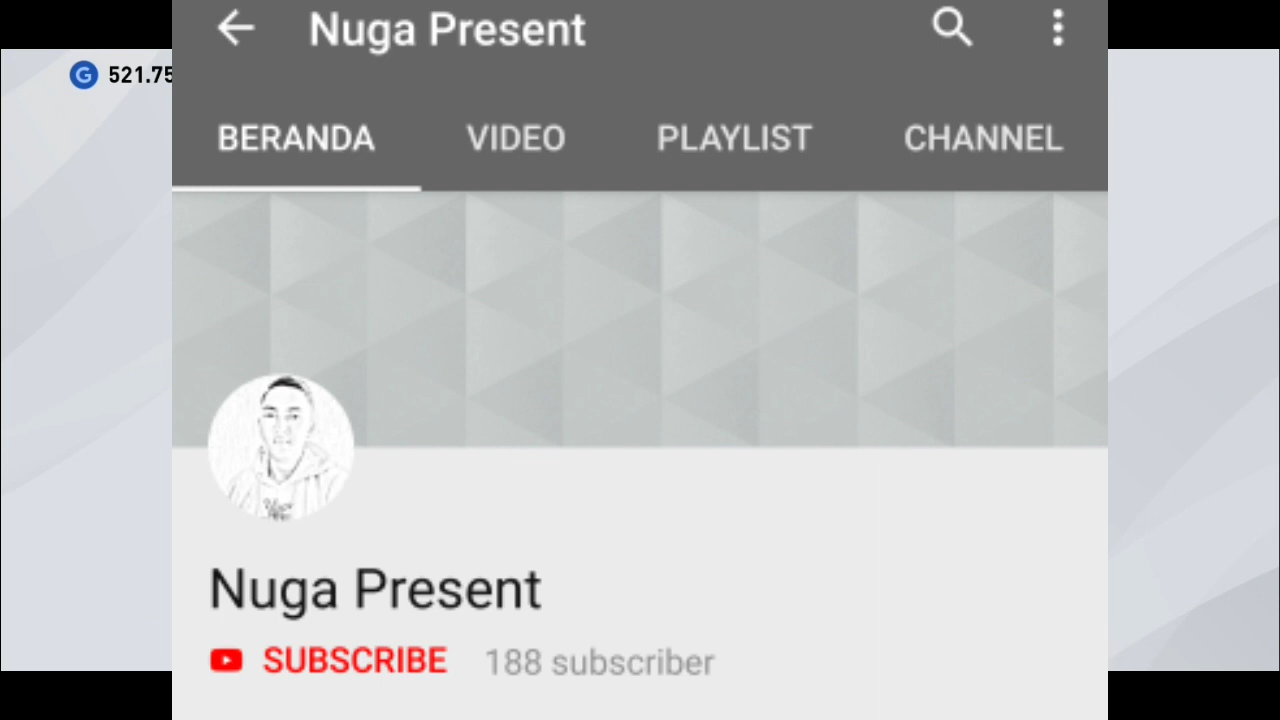 Nuga Present
G 521.75
BERANDA VIDEO PLAYLIST CHANNEL
Nuga Present
SUBSCRIBE 188 subscriber